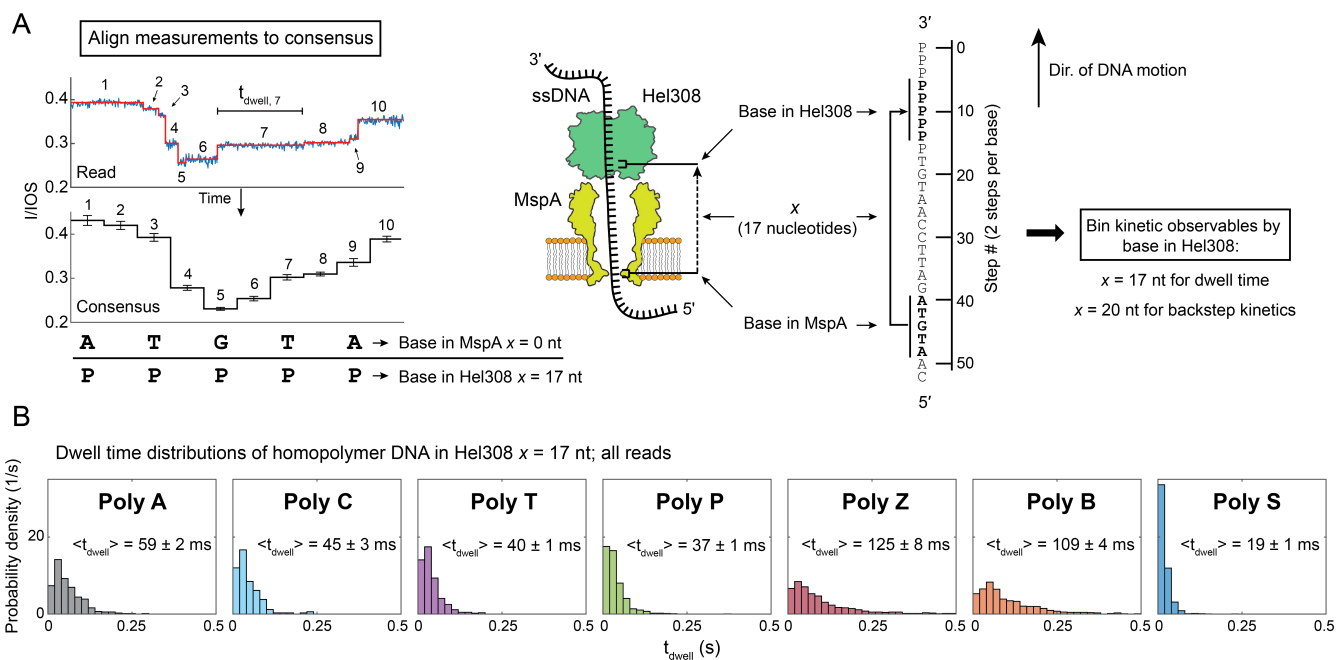 A
Align measurements to consensus
1
2
3
4
5
6
t_dwell, 7
7
8
9
10
0.4
0.3
0.2
Read
Time
I/IOS
1
2
3
4
5
6
7
8
9
10
0.4
0.3
0.2
Consensus
A T G T A → Base in MspA x = 0 nt
P P P P P → Base in Hel308 x = 17 nt
3′
ssDNA
Hel308
MspA
5′
Base in Hel308
x
(17 nucleotides)
Base in MspA
3′
P
P
P
P
P
P
P
P
P
T
G
T
A
A
C
C
T
T
A
G
A
T
G
T
A
A
C
5′
0
10
20
30
40
50
Step # (2 steps per base)
Dir. of DNA motion
Bin kinetic observables by
base in Hel308:
x = 17 nt for dwell time
x = 20 nt for backstep kinetics
B
Dwell time distributions of homopolymer DNA in Hel308 x = 17 nt; all reads
Probability density (1/s)
20
0
Poly A
<t_dwell> = 59 ± 2 ms
0 0.25 0.5
Poly C
<t_dwell> = 45 ± 3 ms
0 0.25 0.5
Poly T
<t_dwell> = 40 ± 1 ms
0 0.25 0.5
Poly P
<t_dwell> = 37 ± 1 ms
0 0.25 0.5
Poly Z
<t_dwell> = 125 ± 8 ms
0 0.25 0.5
Poly B
<t_dwell> = 109 ± 4 ms
0 0.25 0.5
Poly S
<t_dwell> = 19 ± 1 ms
0 0.25 0.5
t_dwell (s)